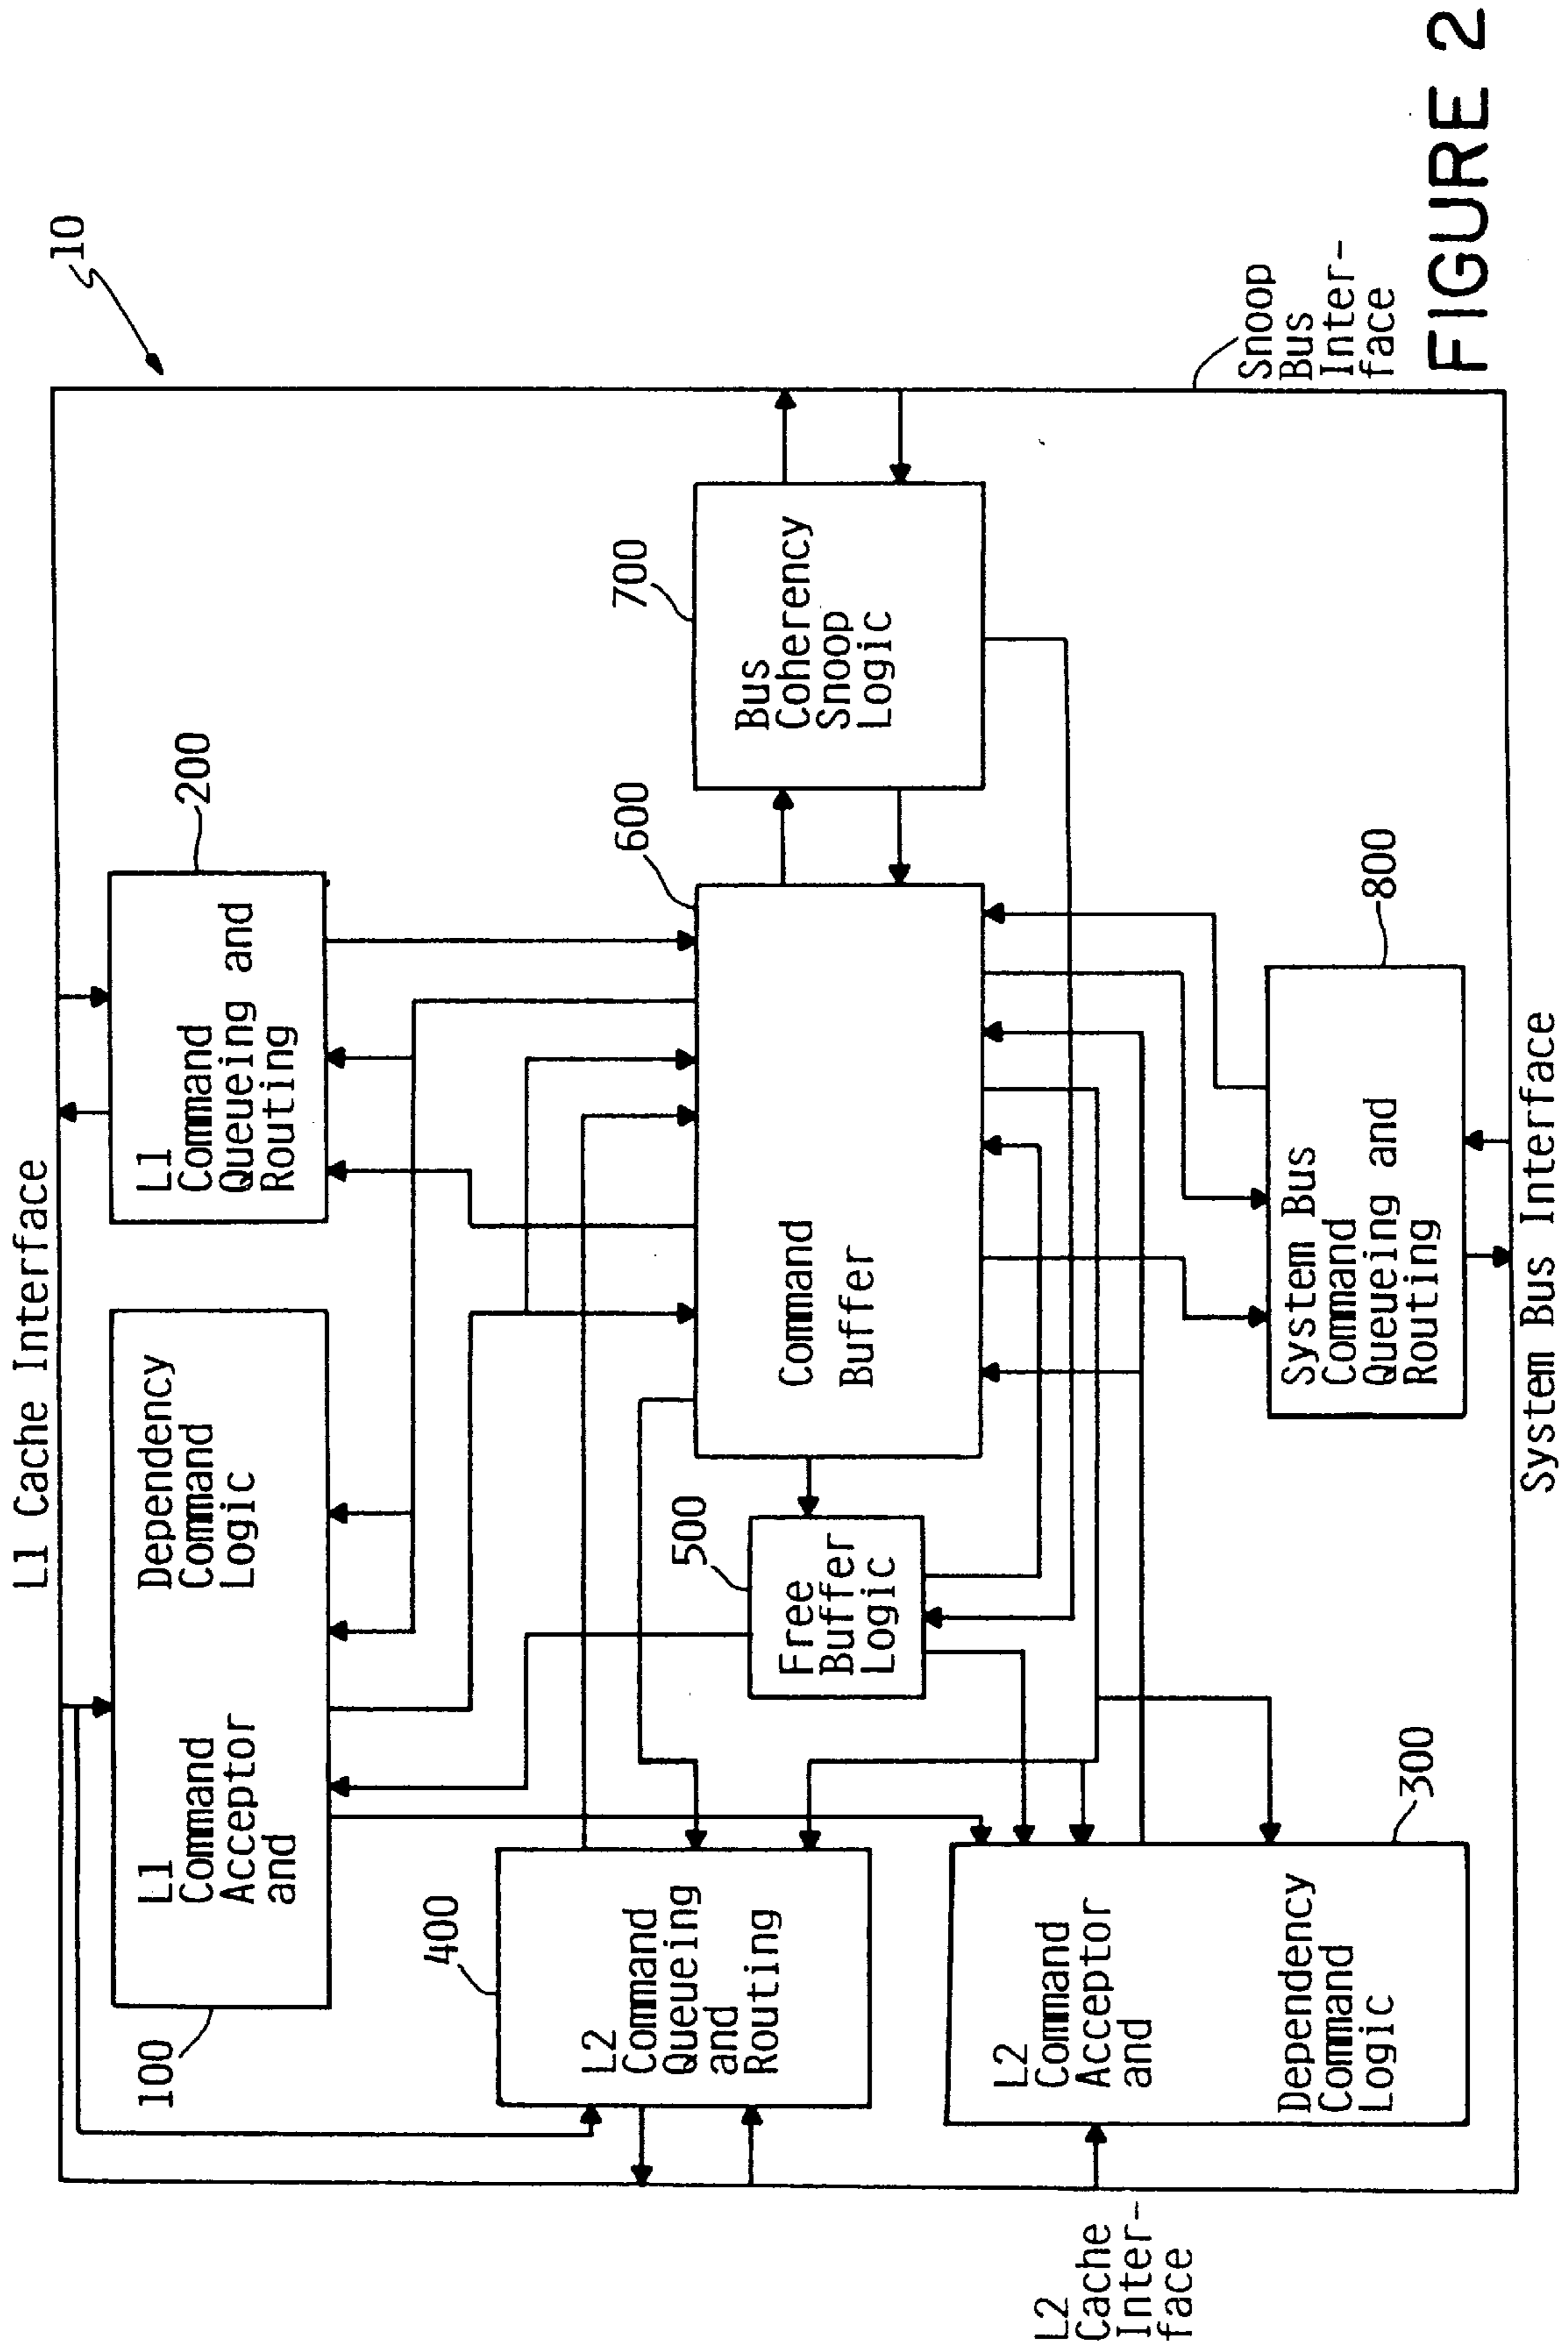 L1 Cache Interface
10
L1
Command
Acceptor
and
Dependency
Command
Logic
100
L1
Command
Queueing and
Routing
200
L2
Command
Queueing
and
Routing
400
Free
Buffer
Logic
500
Command
Buffer
600
Bus
Coherency
Snoop
Logic
700
L2
Command
Acceptor
and
Dependency
Command
Logic
300
System Bus
Command
Queueing and
Routing
800
L2
Cache
Inter-
face
Snoop
Bus
Inter-
face
System Bus Interface
FIGURE 2